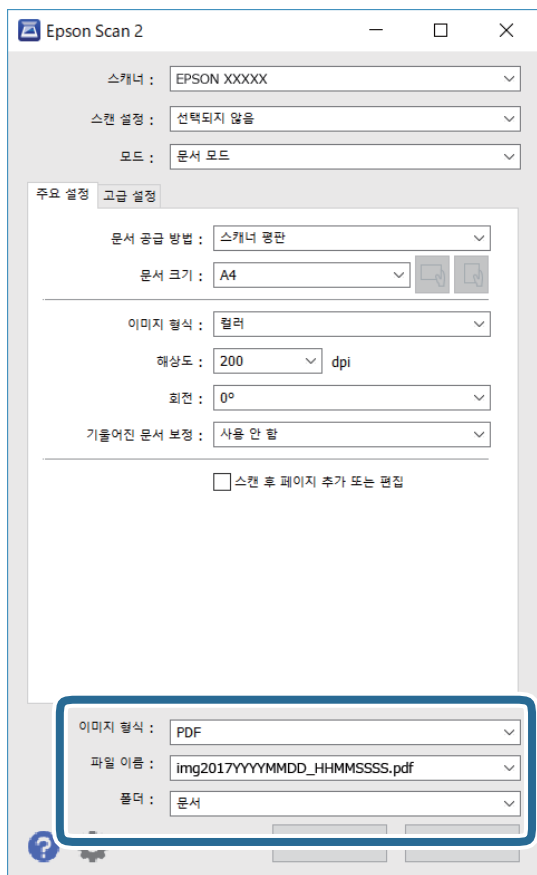 Epson Scan 2
스캐너 : EPSON XXXXX
스캔 설정 : 선택되지 않음
모드 : 문서 모드
주요 설정 고급 설정
문서 공급 방법 : 스캐너 평판
문서 크기 : A4
이미지 형식 : 컬러
해상도 : 200 dpi
회전 : 0º
기울어진 문서 보정 : 사용 안 함
스캔 후 페이지 추가 또는 편집
이미지 형식 : PDF
파일 이름 : img2017YYYYMMDD_HHMMSSSS.pdf
폴더 : 문서
?